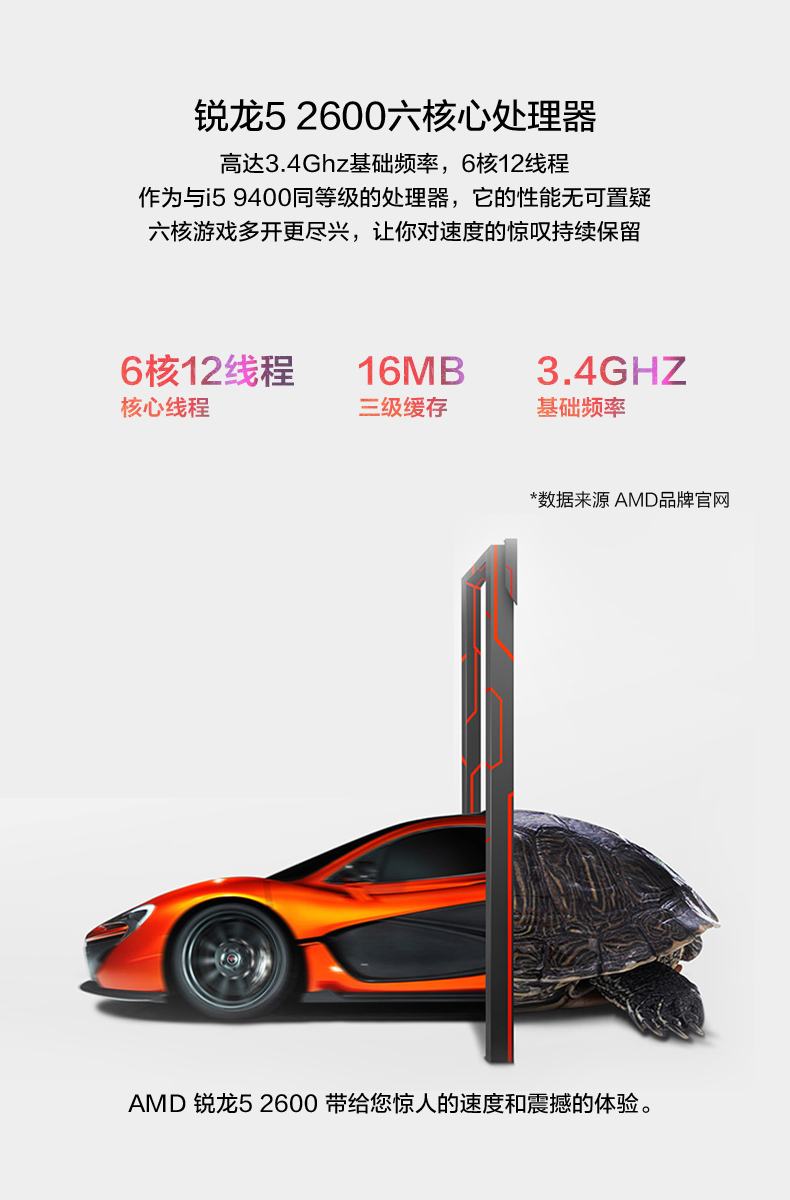 锐龙5 2600六核心处理器
高达3.4Ghz基础频率，6核12线程
作为与i5 9400同等级的处理器，它的性能无可置疑
六核游戏多开更尽兴，让你对速度的惊叹持续保留
6核12线程 16MB 3.4GHZ
核心线程 三级缓存 基础频率
*数据来源 AMD品牌官网
AMD 锐龙5 2600 带给您惊人的速度和震撼的体验。